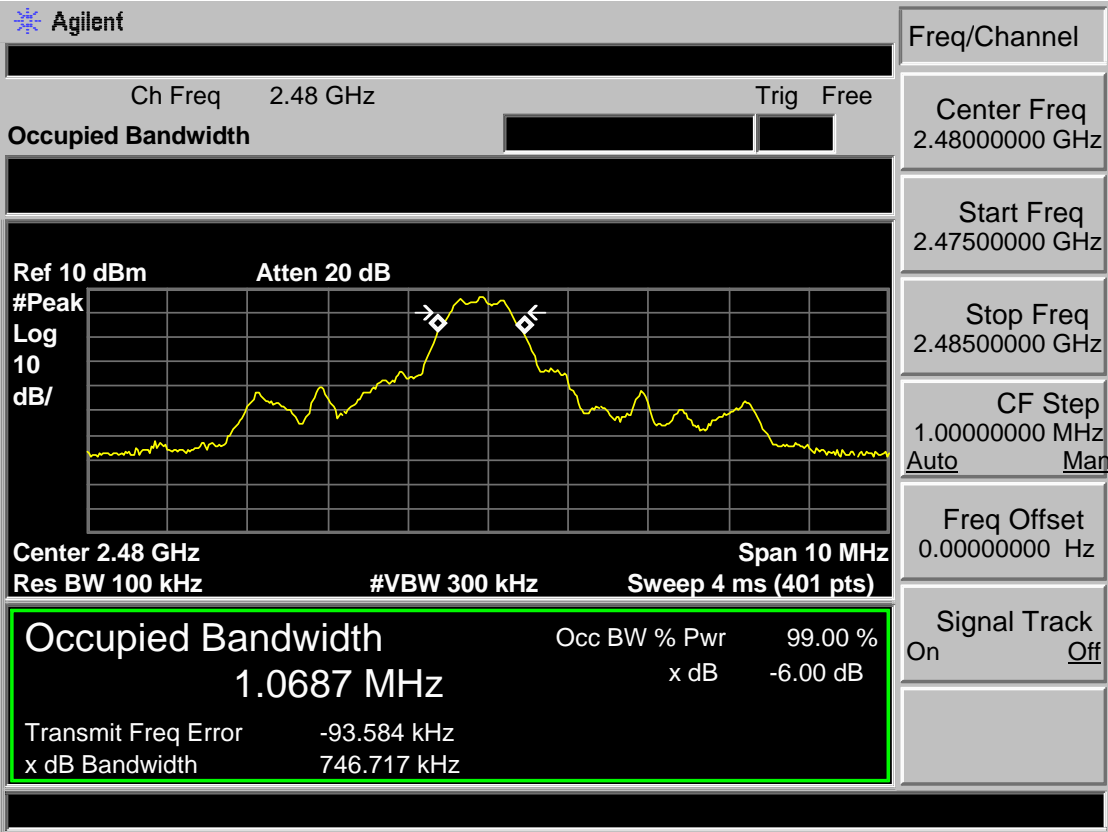 Agilent
Freq/Channel
Ch Freq 2.48 GHz Trig Free
Occupied Bandwidth
Center Freq
2.48000000 GHz
Start Freq
2.47500000 GHz
Stop Freq
2.48500000 GHz
CF Step
1.00000000 MHz
Auto Man
Freq Offset
0.00000000 Hz
Signal Track
On Off
Ref 10 dBm Atten 20 dB
#Peak
Log
10
dB/
Center 2.48 GHz Span 10 MHz
Res BW 100 kHz #VBW 300 kHz Sweep 4 ms (401 pts)
Occupied Bandwidth Occ BW % Pwr 99.00 %
1.0687 MHz x dB -6.00 dB
Transmit Freq Error -93.584 kHz
x dB Bandwidth 746.717 kHz